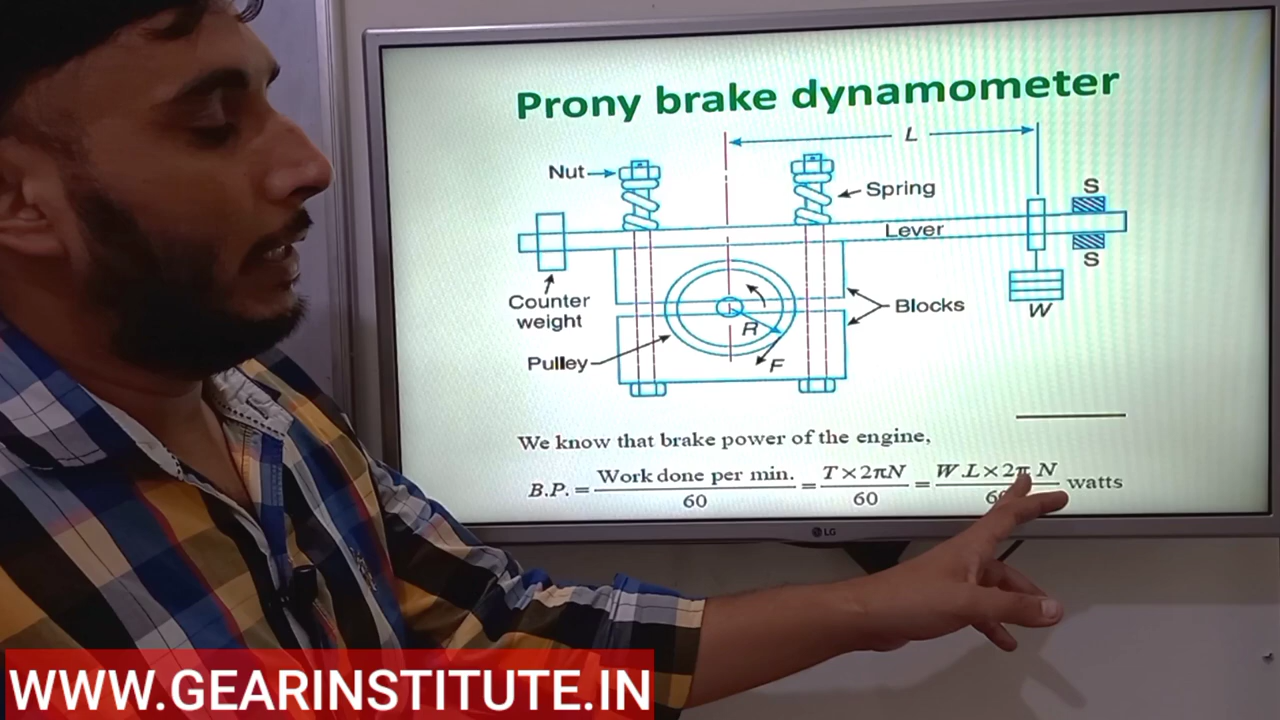 Prony brake dynamometer
L
Nut
Spring
S
Lever
S
Counter
weight
Blocks
W
R
Pulley
F
We know that brake power of the engine,
B.P. = Work done per min. / 60 = T × 2πN / 60 = W.L × 2π N / 60 watts
LG
WWW.GEARINSTITUTE.IN